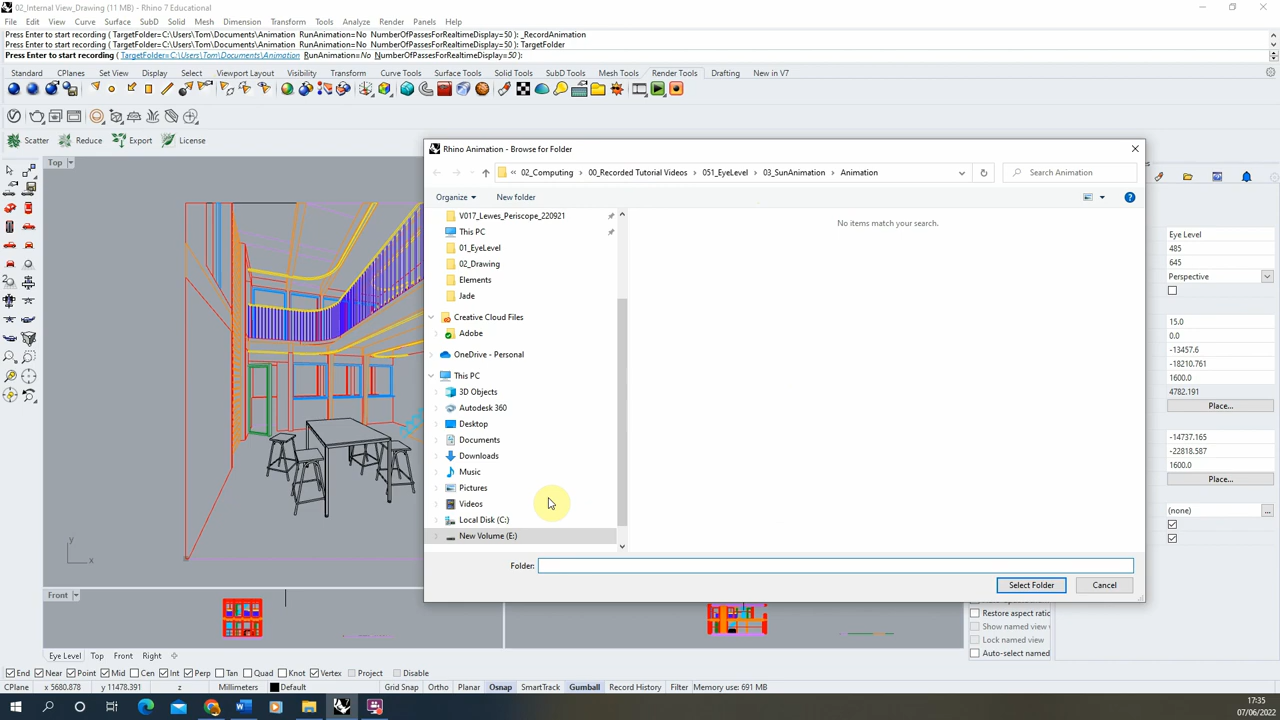 02_Internal View_Drawing (11 MB) - Rhino 7 Educational
File Edit View Curve Surface SubD Solid Mesh Dimension Transform Tools Analyze Render Panels Help
Press Enter to start recording ( TargetFolder=C:\Users\Tom\Documents\Animation RunAnimation=No NumberOfPassesForRealtimeDisplay=50 ): _RecordAnimation
Press Enter to start recording ( TargetFolder=C:\Users\Tom\Documents\Animation RunAnimation=No NumberOfPassesForRealtimeDisplay=50 ): TargetFolder
Press Enter to start recording ( TargetFolder=C:\Users\Tom\Documents\Animation RunAnimation=No NumberOfPassesForRealtimeDisplay=50 ):
Standard CPlanes Set View Display Select Viewport Layout Visibility Transform Curve Tools Surface Tools Solid Tools SubD Tools Mesh Tools Render Tools Drafting New in V7
Scatter Reduce Export License
Top
Rhino Animation - Browse for Folder
« 02_Computing › 00_Recorded Tutorial Videos › 051_EyeLevel › 03_SunAnimation › Animation
Search Animation
Organize New folder
V017_Lewes_Periscope_220921
This PC
01_EyeLevel
02_Drawing
Elements
Jade
Creative Cloud Files
Adobe
OneDrive - Personal
This PC
3D Objects
Autodesk 360
Desktop
Documents
Downloads
Music
Pictures
Videos
Local Disk (C:)
New Volume (E:)
No items match your search.
Folder:
Select Folder Cancel
Eye Level
485
645
Perspective
15.0
0.0
-13457.6
-18210.761
1600.0
4782.191
Place...
-14737.165
-22818.587
1600.0
Place...
(none) ...
Restore aspect ratio
Show named view
Lock named view
Auto-select named
y
x
Front
Eye Level Top Front Right
End Near Point Mid Cen Int Perp Tan Quad Knot Vertex Project Disable
CPlane x 5680.878 y 11478.391 z Millimeters Default Grid Snap Ortho Planar Osnap SmartTrack Gumball Record History Filter Memory use: 691 MB
17:35
07/06/2022